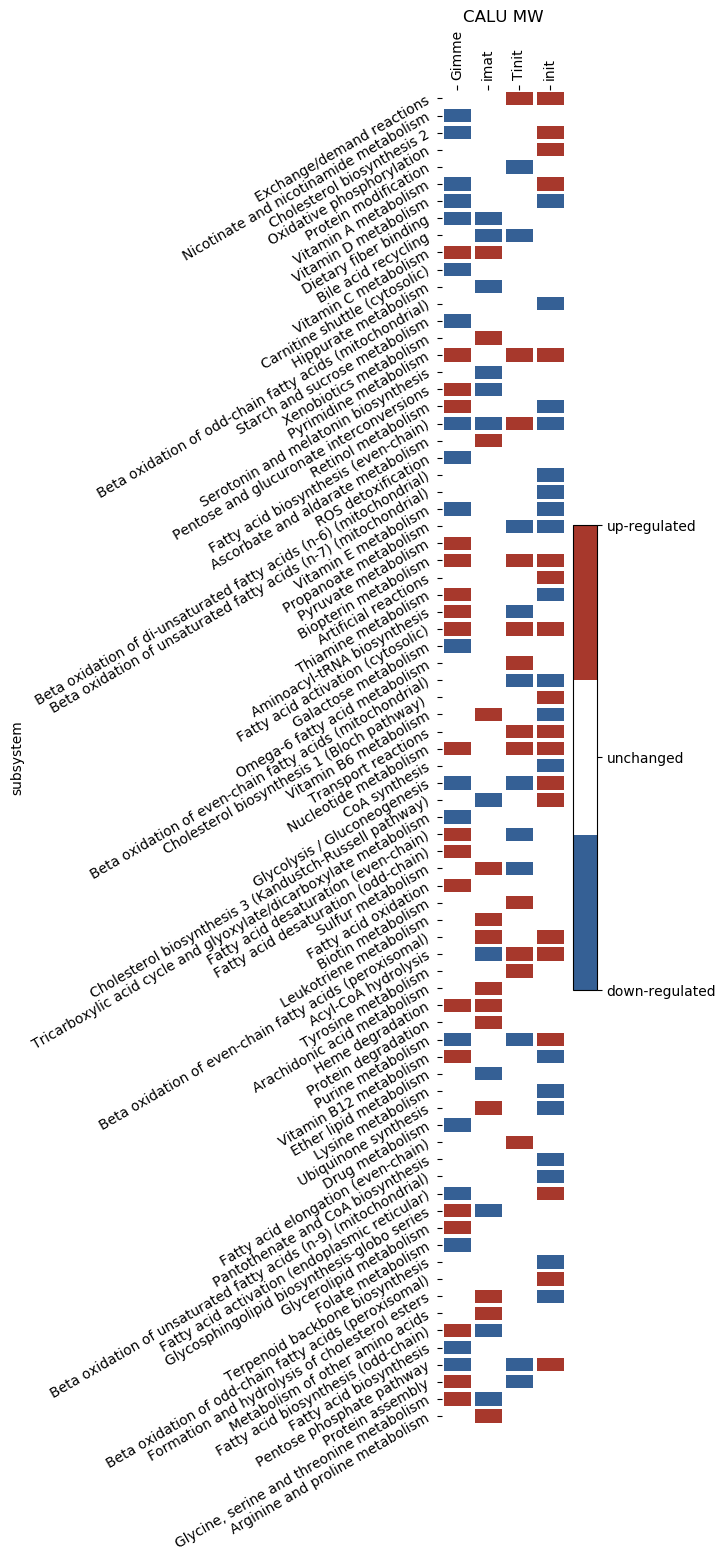 CALU MW
Gimme
imat
Tinit
init
Exchange/demand reactions
Nicotinate and nicotinamide metabolism
Cholesterol biosynthesis 2
Oxidative phosphorylation
Protein modification
Vitamin A metabolism
Vitamin D metabolism
Dietary fiber binding
Bile acid recycling
Vitamin C metabolism
Carnitine shuttle (cytosolic)
Hippurate metabolism
Beta oxidation of odd-chain fatty acids (mitochondrial)
Starch and sucrose metabolism
Xenobiotics metabolism
Pyrimidine metabolism
Serotonin and melatonin biosynthesis
Pentose and glucuronate interconversions
Retinol metabolism
Fatty acid biosynthesis (even-chain)
Ascorbate and aldarate metabolism
ROS detoxification
Beta oxidation of di-unsaturated fatty acids (n-6) (mitochondrial)
Beta oxidation of unsaturated fatty acids (n-7) (mitochondrial)
Vitamin E metabolism
Propanoate metabolism
Pyruvate metabolism
Biopterin metabolism
Artificial reactions
Thiamine metabolism
Aminoacyl-tRNA biosynthesis
Fatty acid activation (cytosolic)
Galactose metabolism
Omega-6 fatty acid metabolism
Beta oxidation of even-chain fatty acids (mitochondrial)
Cholesterol biosynthesis 1 (Bloch pathway)
Vitamin B6 metabolism
Transport reactions
Nucleotide metabolism
CoA synthesis
Glycolysis / Gluconeogenesis
Cholesterol biosynthesis 3 (Kandustch-Russell pathway)
Tricarboxylic acid cycle and glyoxylate/dicarboxylate metabolism
Fatty acid desaturation (even-chain)
Fatty acid desaturation (odd-chain)
Sulfur metabolism
Fatty acid oxidation
Biotin metabolism
Leukotriene metabolism
Beta oxidation of even-chain fatty acids (peroxisomal)
Acyl-CoA hydrolysis
Tyrosine metabolism
Arachidonic acid metabolism
Heme degradation
Protein degradation
Purine metabolism
Vitamin B12 metabolism
Ether lipid metabolism
Lysine metabolism
Ubiquinone synthesis
Drug metabolism
Fatty acid elongation (even-chain)
Pantothenate and CoA biosynthesis
Beta oxidation of unsaturated fatty acids (n-9) (mitochondrial)
Fatty acid activation (endoplasmic reticular)
Glycosphingolipid biosynthesis-globo series
Glycerolipid metabolism
Folate metabolism
Terpenoid backbone biosynthesis
Beta oxidation of odd-chain fatty acids (peroxisomal)
Formation and hydrolysis of cholesterol esters
Metabolism of other amino acids
Fatty acid biosynthesis (odd-chain)
Fatty acid biosynthesis
Pentose phosphate pathway
Protein assembly
Glycine, serine and threonine metabolism
Arginine and proline metabolism
subsystem
up-regulated
unchanged
down-regulated